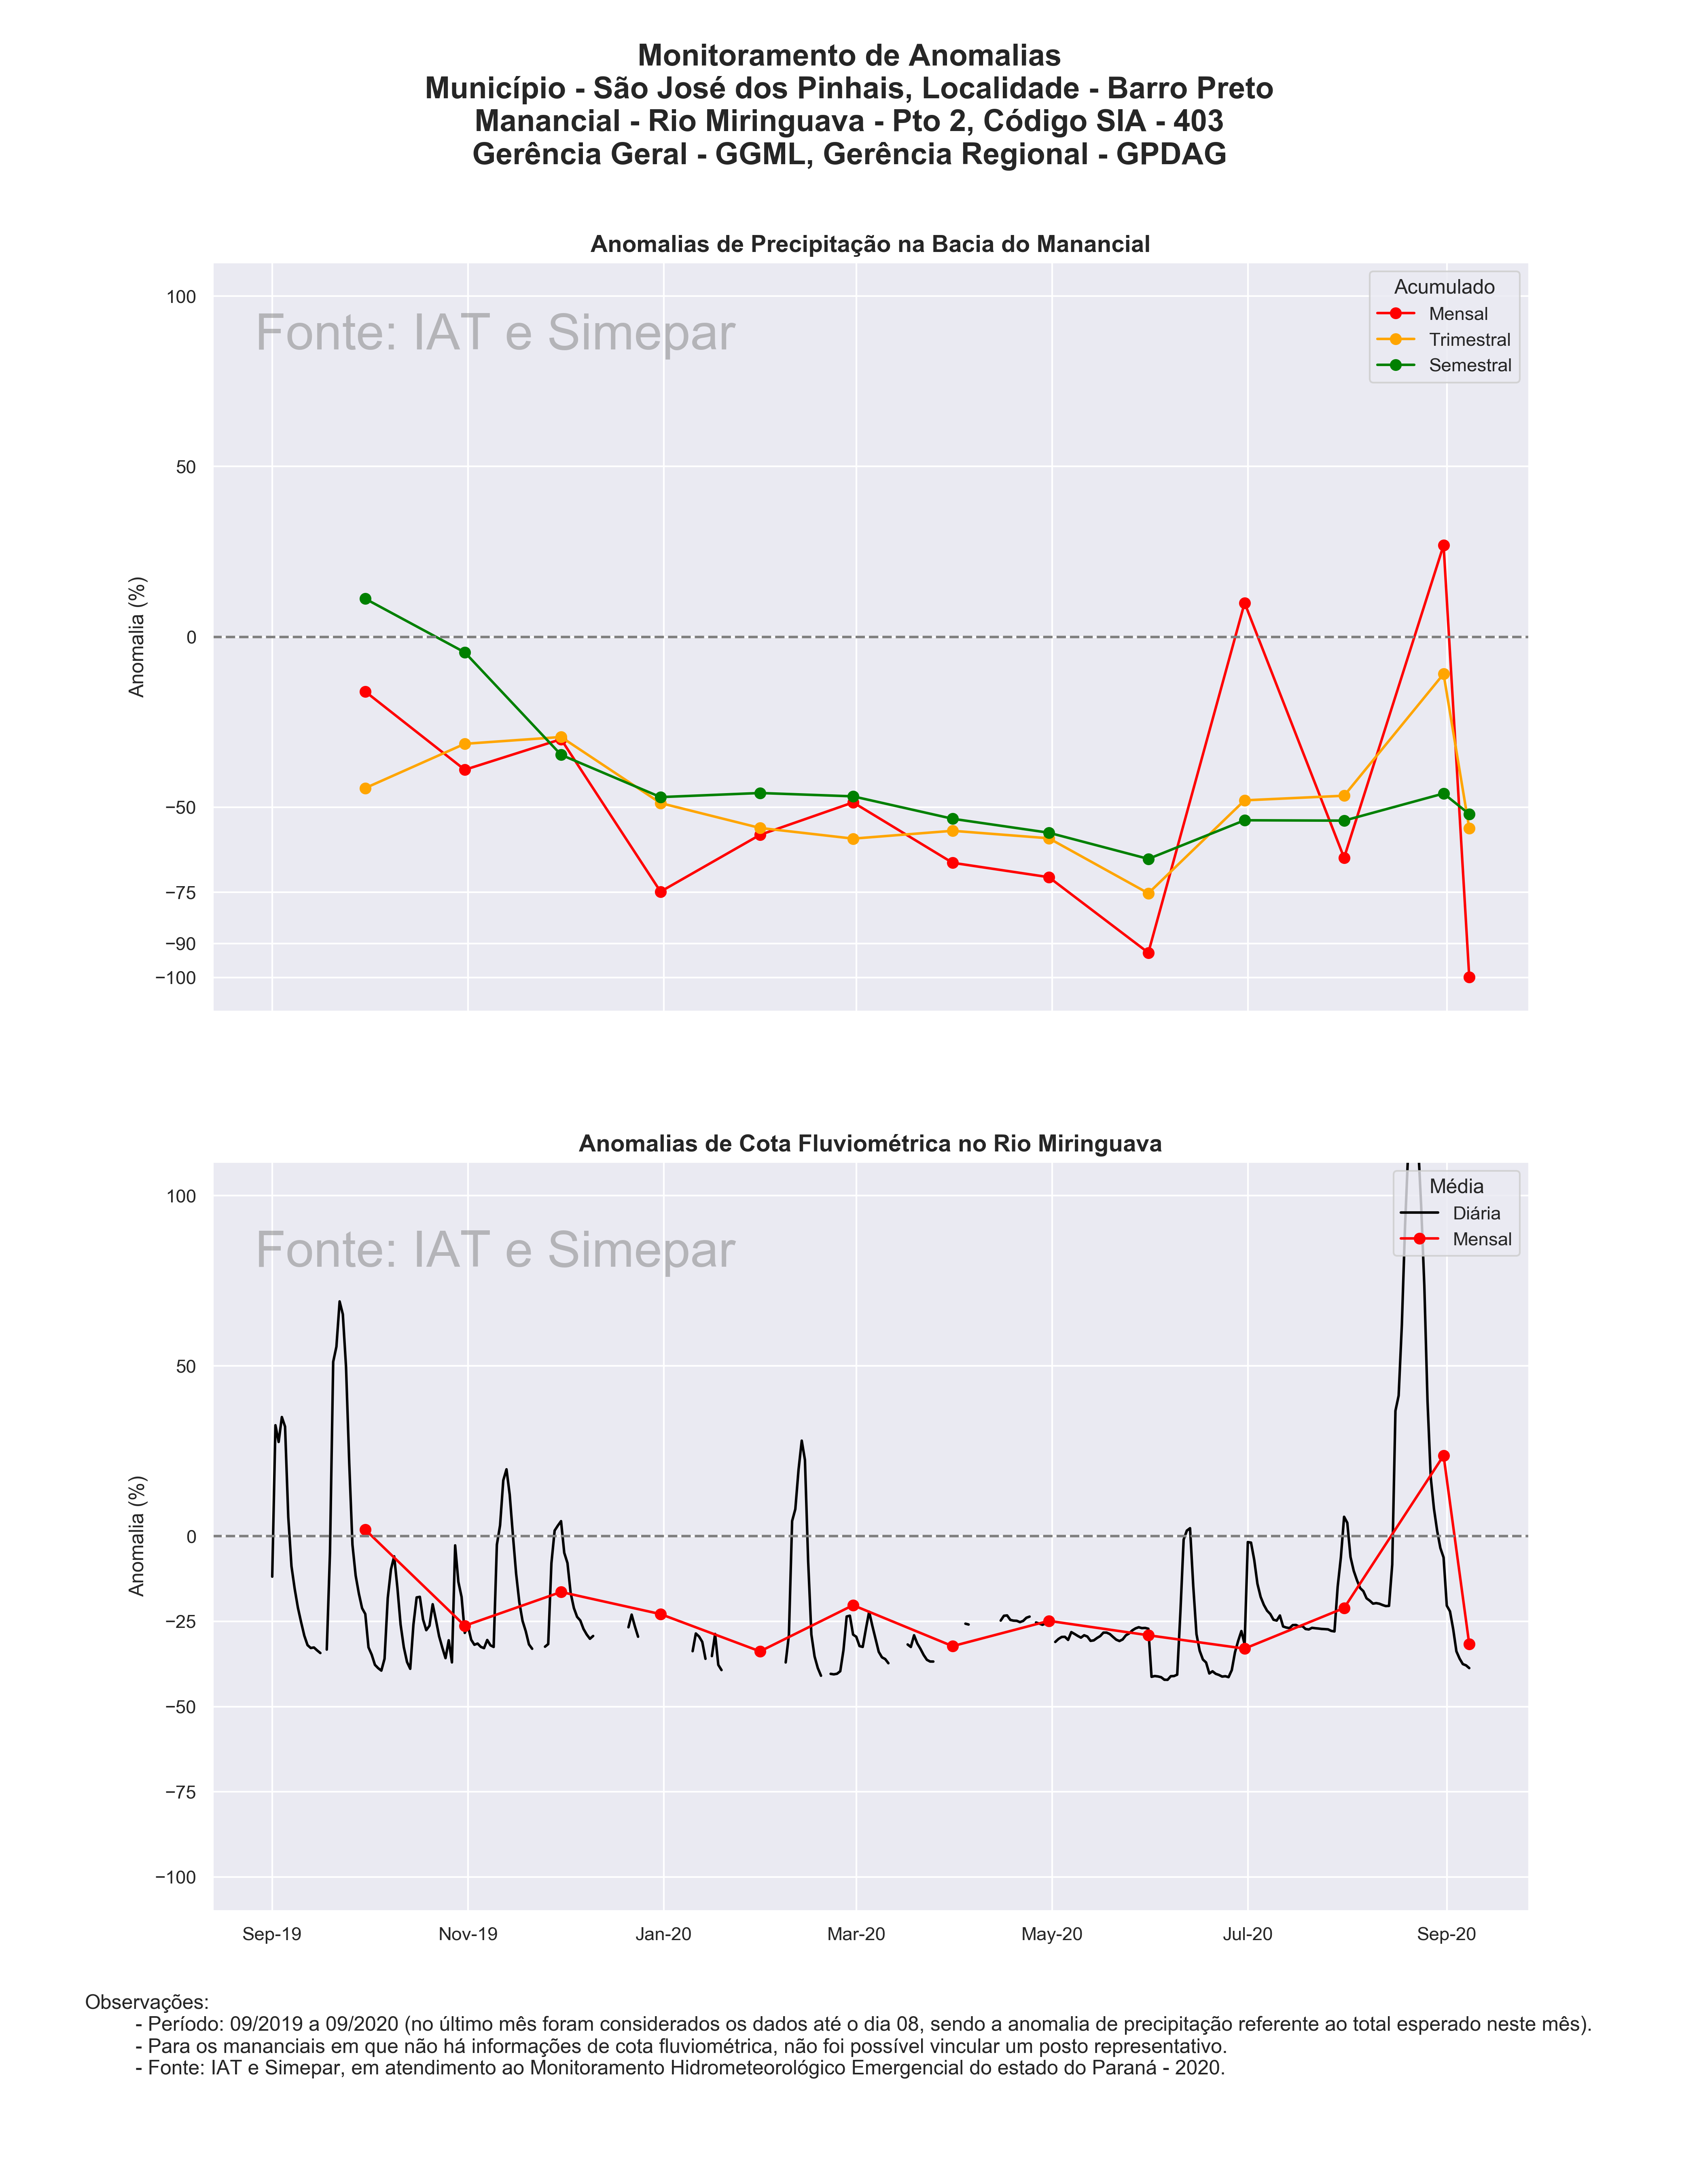 Monitoramento de Anomalias
Município - São José dos Pinhais, Localidade - Barro Preto
Manancial - Rio Miringuava - Pto 2, Código SIA - 403
Gerência Geral - GGML, Gerência Regional - GPDAG
Anomalias de Precipitação na Bacia do Manancial
Fonte: IAT e Simepar
Acumulado
Mensal
Trimestral
Semestral
Anomalia (%)
100
50
0
−50
−75
−90
−100
Anomalias de Cota Fluviométrica no Rio Miringuava
Fonte: IAT e Simepar
Média
Diária
Mensal
Anomalia (%)
100
50
0
−25
−50
−75
−100
Sep-19 Nov-19 Jan-20 Mar-20 May-20 Jul-20 Sep-20
Observações:
- Período: 09/2019 a 09/2020 (no último mês foram considerados os dados até o dia 08, sendo a anomalia de precipitação referente ao total esperado neste mês).
- Para os mananciais em que não há informações de cota fluviométrica, não foi possível vincular um posto representativo.
- Fonte: IAT e Simepar, em atendimento ao Monitoramento Hidrometeorológico Emergencial do estado do Paraná - 2020.